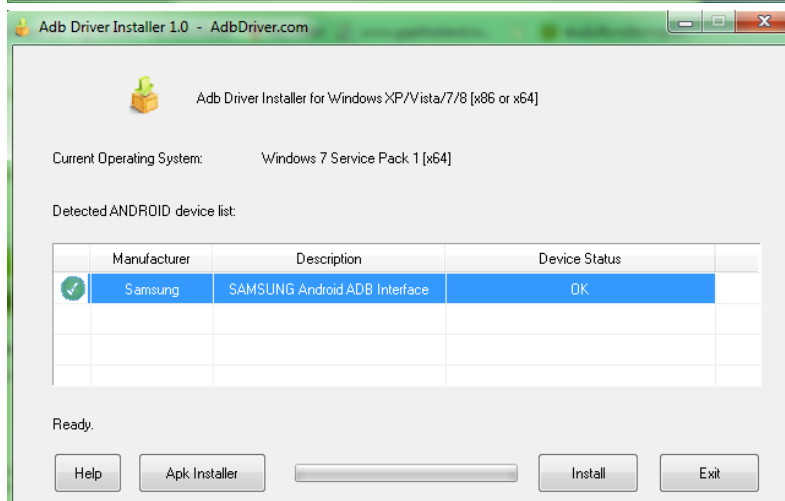 Adb Driver Installer 1.0 - AdbDriver.com
Adb Driver Installer for Windows XP/Vista/7/8 [x86 or x64]
Current Operating System: Windows 7 Service Pack 1 [x64]
Detected ANDROID device list:
Manufacturer Description Device Status
Samsung SAMSUNG Android ADB Interface OK
Ready.
Help Apk Installer Install Exit